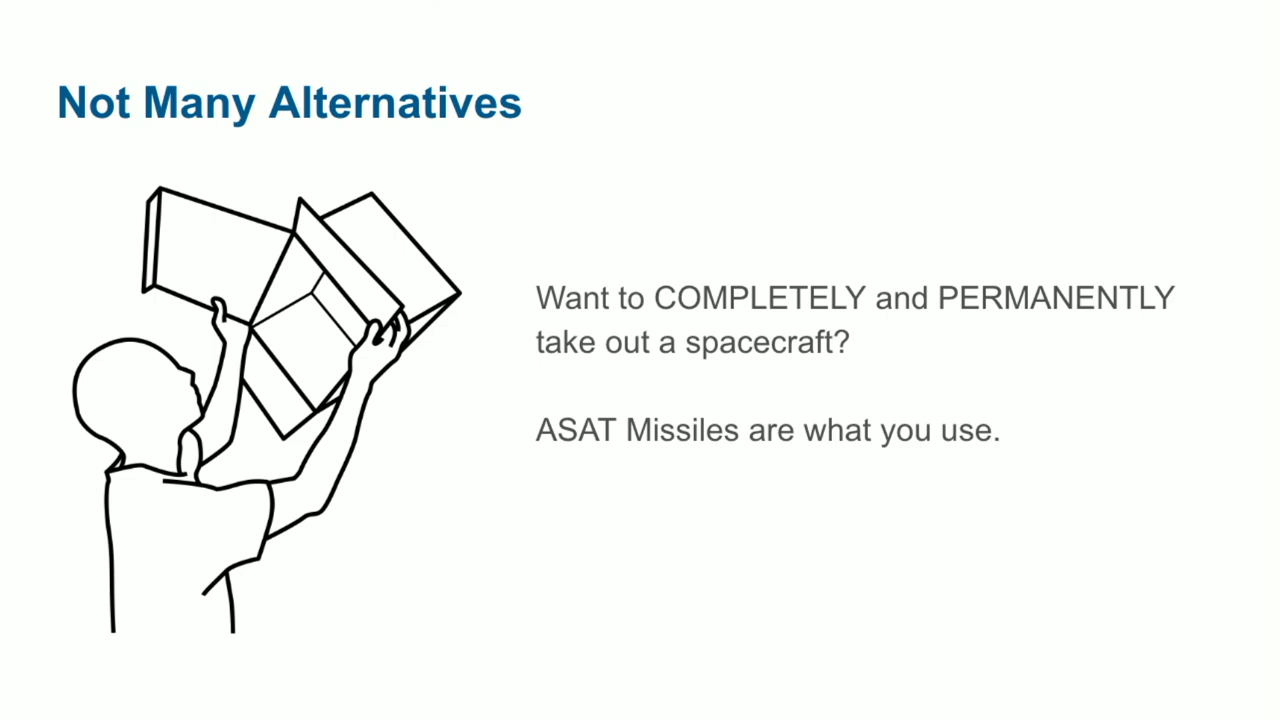 Not Many Alternatives
Want to COMPLETELY and PERMANENTLY
take out a spacecraft?
ASAT Missiles are what you use.